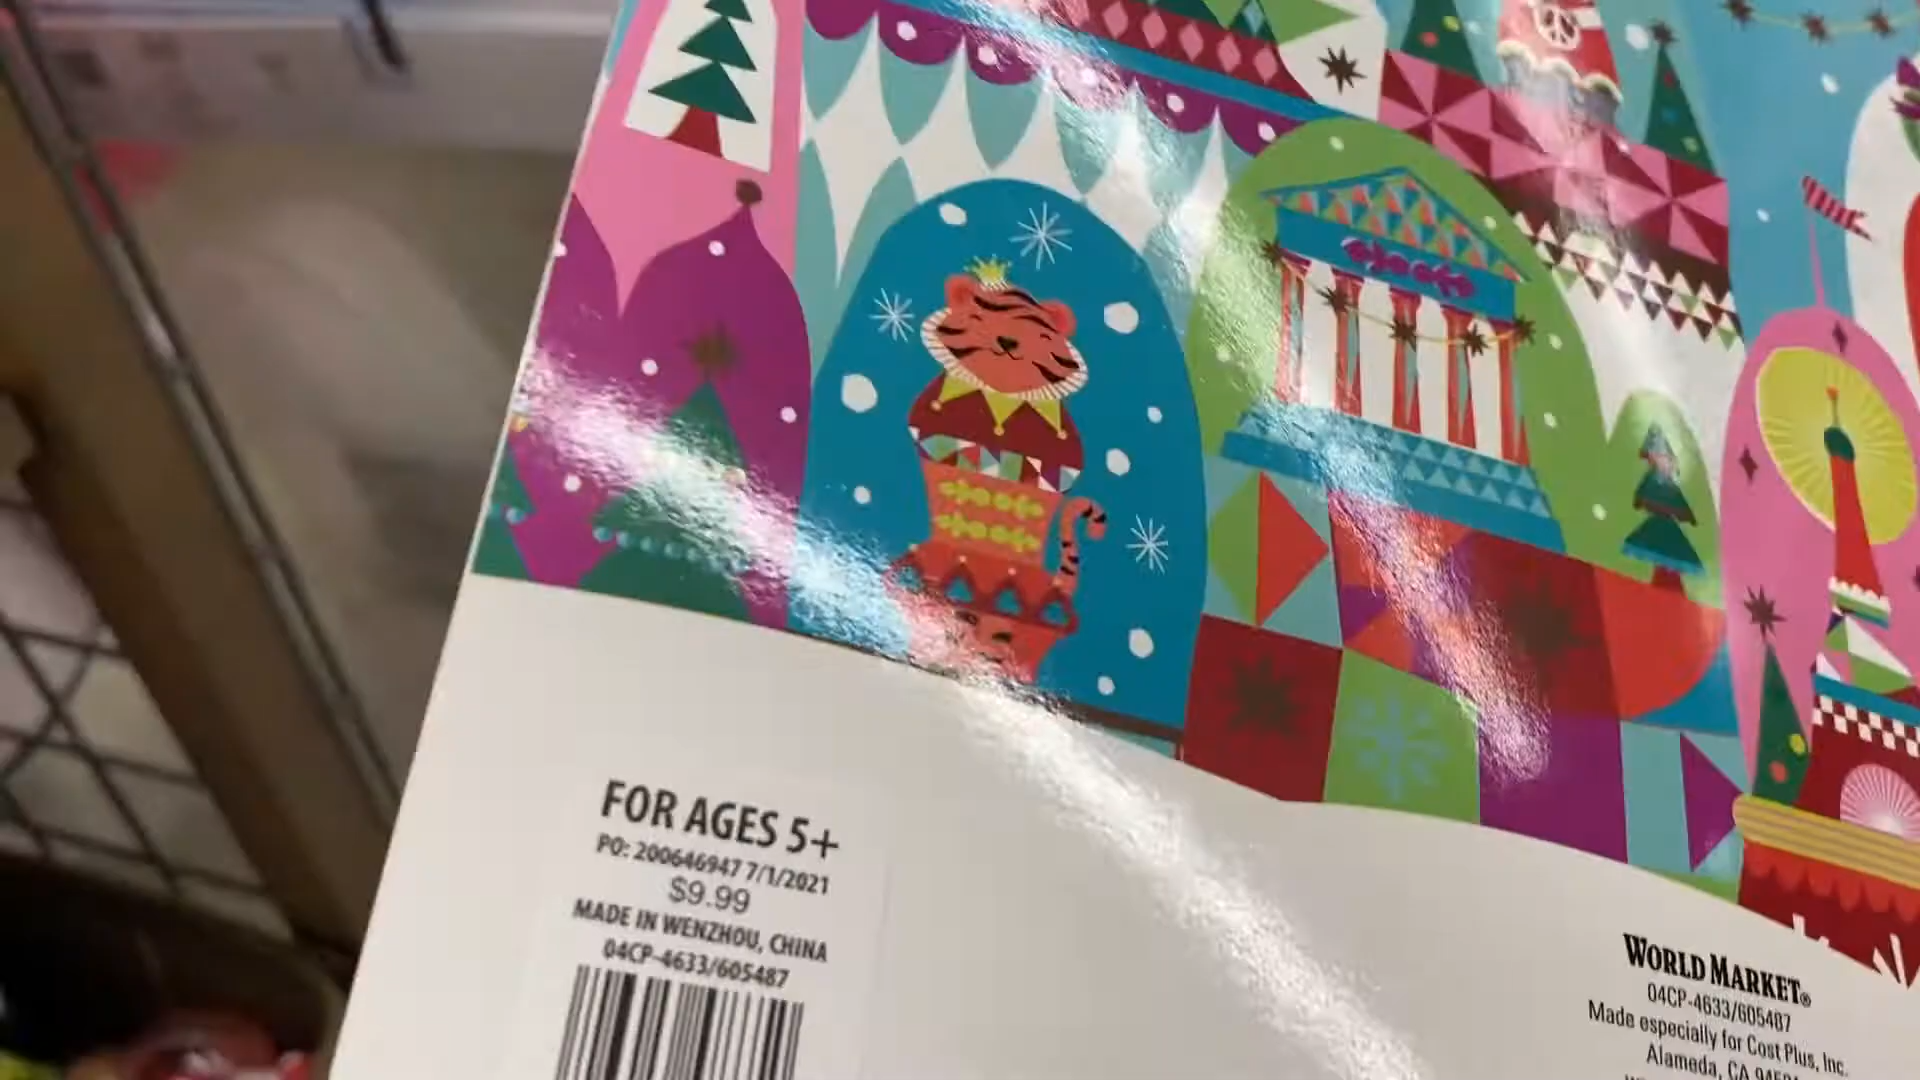 FOR AGES 5+
PO: 200646947 7/1/2021
$9.99
MADE IN WENZHOU, CHINA
04CP-4633/605487
WORLD MARKET®
04CP-4633/605487
Made especially for Cost Plus, Inc.
Alameda, CA